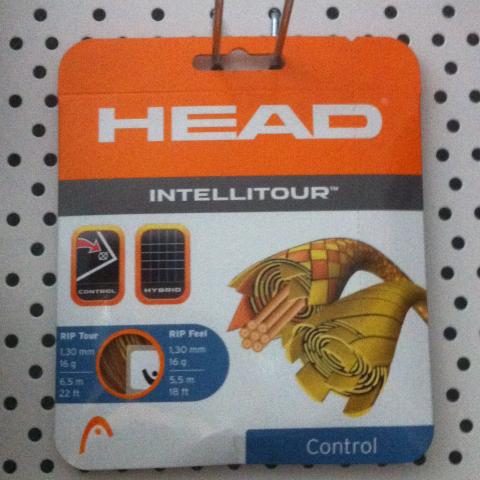 HEAD
INTELLITOUR™
CONTROL
HYBRID
RIP Tour
1,30 mm
16 g
6,5 m
22 ft
RIP Feel
1,30 mm
16 g
5,5 m
18 ft
Control